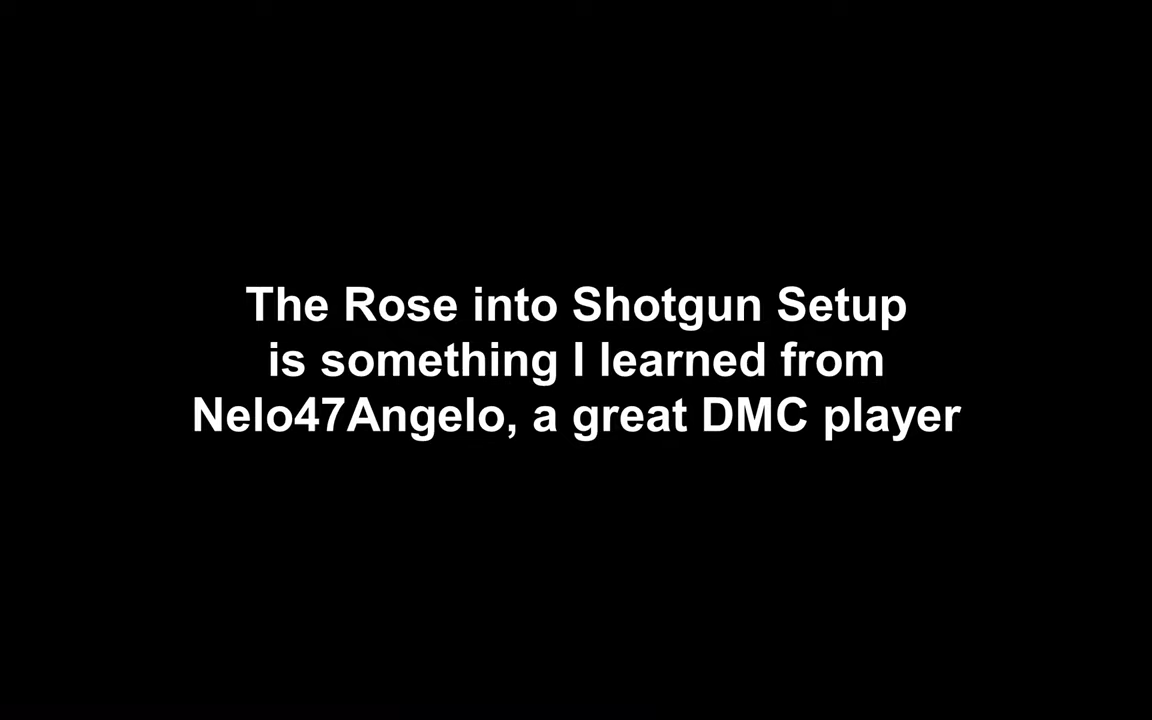 The Rose into Shotgun Setup
is something I learned from
Nelo47Angelo, a great DMC player